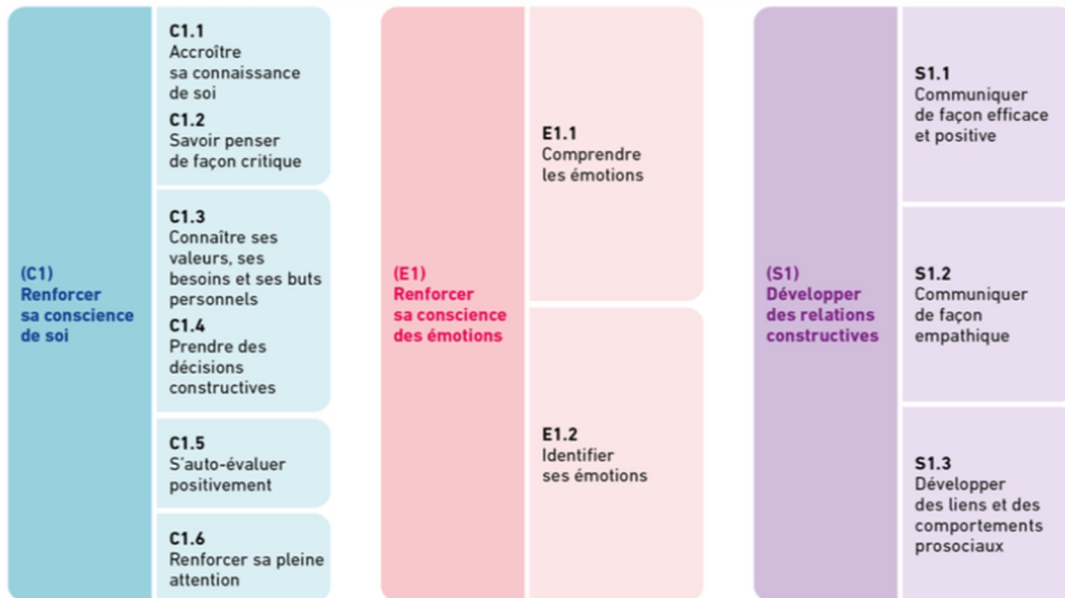 (C1)
Renforcer
sa conscience
de soi
C1.1
Accroître
sa connaissance
de soi
C1.2
Savoir penser
de façon critique
C1.3
Connaître ses
valeurs, ses
besoins et ses buts
personnels
C1.4
Prendre des
décisions
constructives
C1.5
S'auto-évaluer
positivement
C1.6
Renforcer sa pleine
attention
(E1)
Renforcer
sa conscience
des émotions
E1.1
Comprendre
les émotions
E1.2
Identifier
ses émotions
(S1)
Développer
des relations
constructives
S1.1
Communiquer
de façon efficace
et positive
S1.2
Communiquer
de façon
empathique
S1.3
Développer
des liens et des
comportements
prosociaux